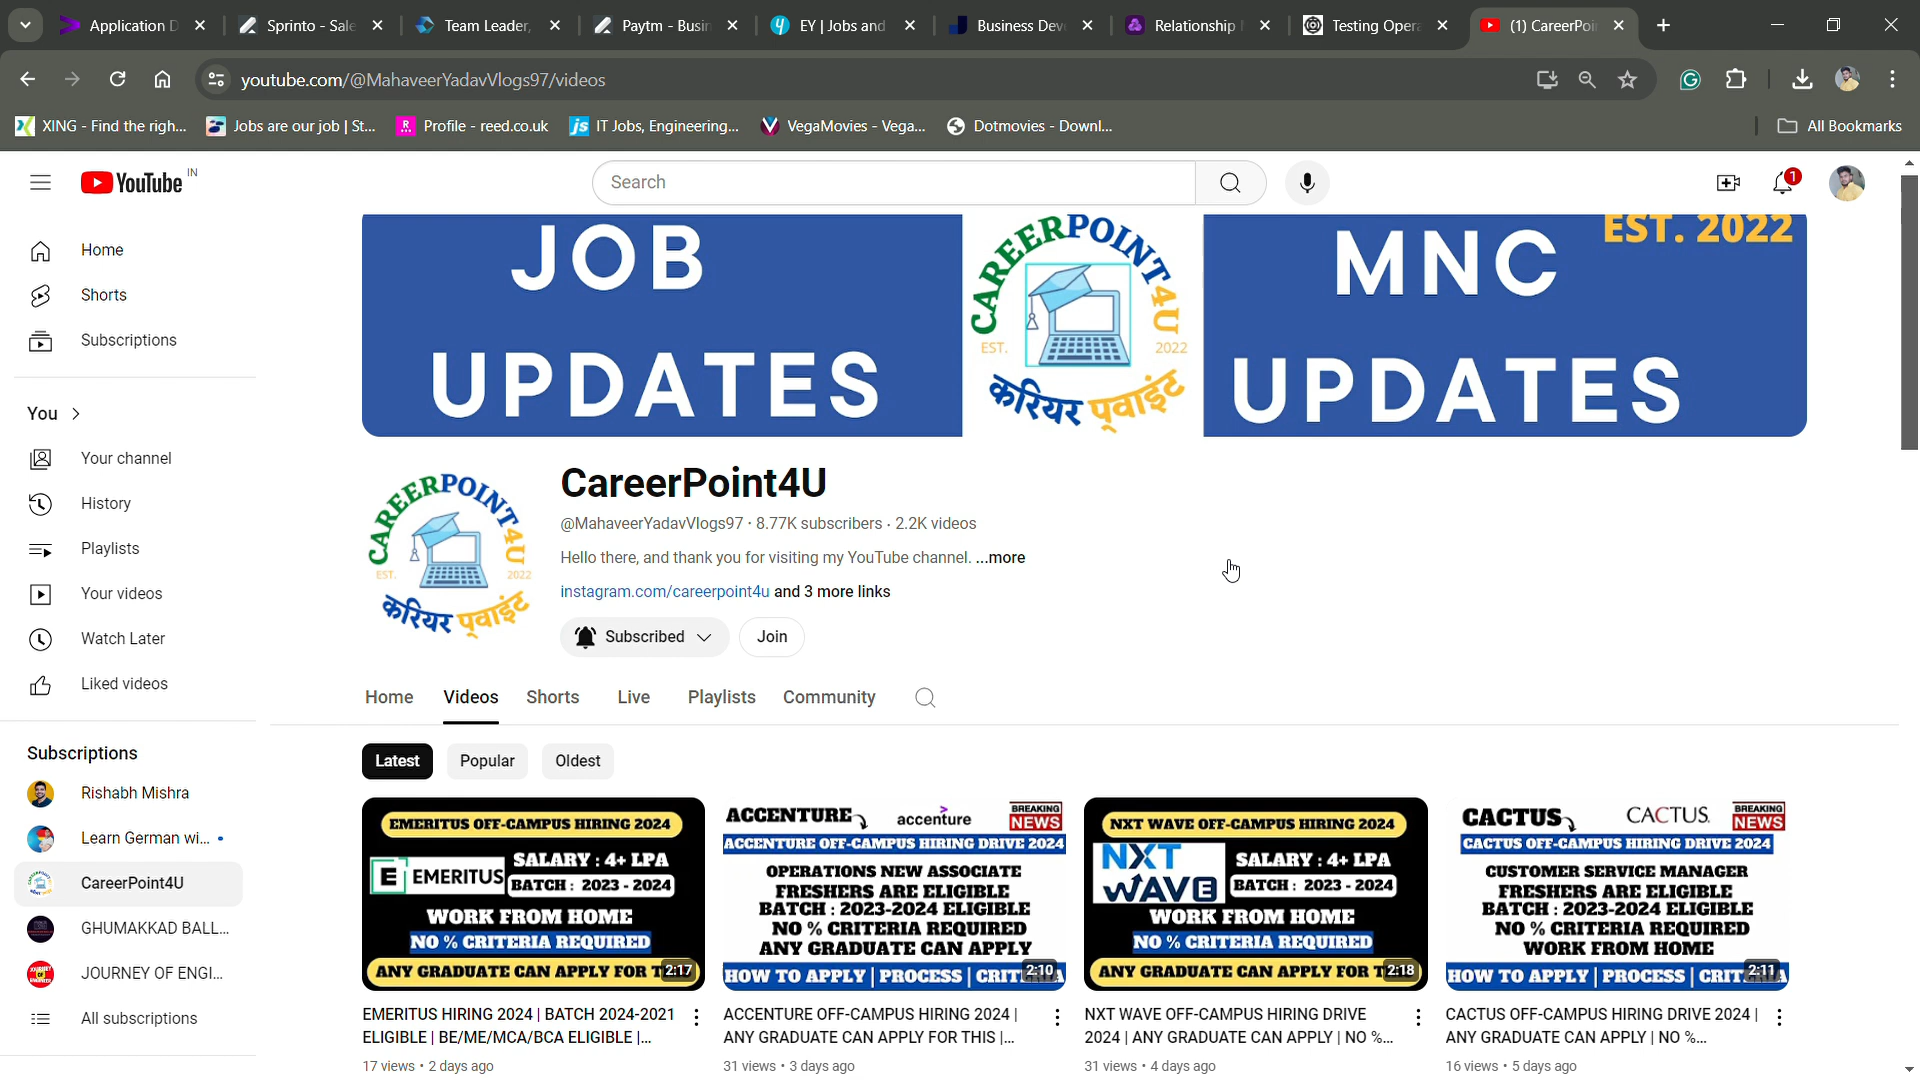 Application D
Sprinto - Sale
Team Leader,
Paytm - Busin
EY | Jobs and
Business Dev
Relationship
Testing Opera
(1) CareerPoi
youtube.com/@MahaveerYadavVlogs97/videos
XING - Find the righ...
Jobs are our job | St...
Profile - reed.co.uk
IT Jobs, Engineering...
VegaMovies - Vega...
Dotmovies - Downl...
All Bookmarks
YouTube IN
Search
1
Home
Shorts
Subscriptions
You
Your channel
History
Playlists
Your videos
Watch Later
Liked videos
Subscriptions
Rishabh Mishra
Learn German wi...
CareerPoint4U
GHUMAKKAD BALL...
JOURNEY OF ENGI...
All subscriptions
JOB
UPDATES
CAREERPOINT4U
EST. 2022
करियर प्वाइंट
EST. 2022
MNC
UPDATES
CAREERPOINT4U
EST. 2022
करियर प्वाइंट
CareerPoint4U
@MahaveerYadavVlogs97 · 8.77K subscribers · 2.2K videos
Hello there, and thank you for visiting my YouTube channel. ...more
instagram.com/careerpoint4u and 3 more links
Subscribed
Join
Home
Videos
Shorts
Live
Playlists
Community
Latest
Popular
Oldest
EMERITUS OFF-CAMPUS HIRING 2024
E EMERITUS
SALARY : 4+ LPA
BATCH : 2023 - 2024
WORK FROM HOME
NO % CRITERIA REQUIRED
ANY GRADUATE CAN APPLY FOR T
2:17
EMERITUS HIRING 2024 | BATCH 2024-2021
ELIGIBLE | BE/ME/MCA/BCA ELIGIBLE |...
17 views · 2 days ago
ACCENTURE
accenture
BREAKING
NEWS
ACCENTURE OFF-CAMPUS HIRING DRIVE 2024
OPERATIONS NEW ASSOCIATE
FRESHERS ARE ELIGIBLE
BATCH : 2023-2024 ELIGIBLE
NO % CRITERIA REQUIRED
ANY GRADUATE CAN APPLY
HOW TO APPLY | PROCESS | CRIT
2:10
ACCENTURE OFF-CAMPUS HIRING 2024 |
ANY GRADUATE CAN APPLY FOR THIS |...
31 views · 3 days ago
NXT WAVE OFF-CAMPUS HIRING 2024
NXT
WAVE
SALARY : 4+ LPA
BATCH : 2023 - 2024
WORK FROM HOME
NO % CRITERIA REQUIRED
ANY GRADUATE CAN APPLY FOR T
2:18
NXT WAVE OFF-CAMPUS HIRING DRIVE
2024 | ANY GRADUATE CAN APPLY | NO %...
31 views · 4 days ago
CACTUS
CACTUS.
BREAKING
NEWS
CACTUS OFF-CAMPUS HIRING DRIVE 2024
CUSTOMER SERVICE MANAGER
FRESHERS ARE ELIGIBLE
BATCH : 2023-2024 ELIGIBLE
NO % CRITERIA REQUIRED
WORK FROM HOME
HOW TO APPLY | PROCESS | CRIT
2:11
CACTUS OFF-CAMPUS HIRING DRIVE 2024 |
ANY GRADUATE CAN APPLY | NO %...
16 views · 5 days ago